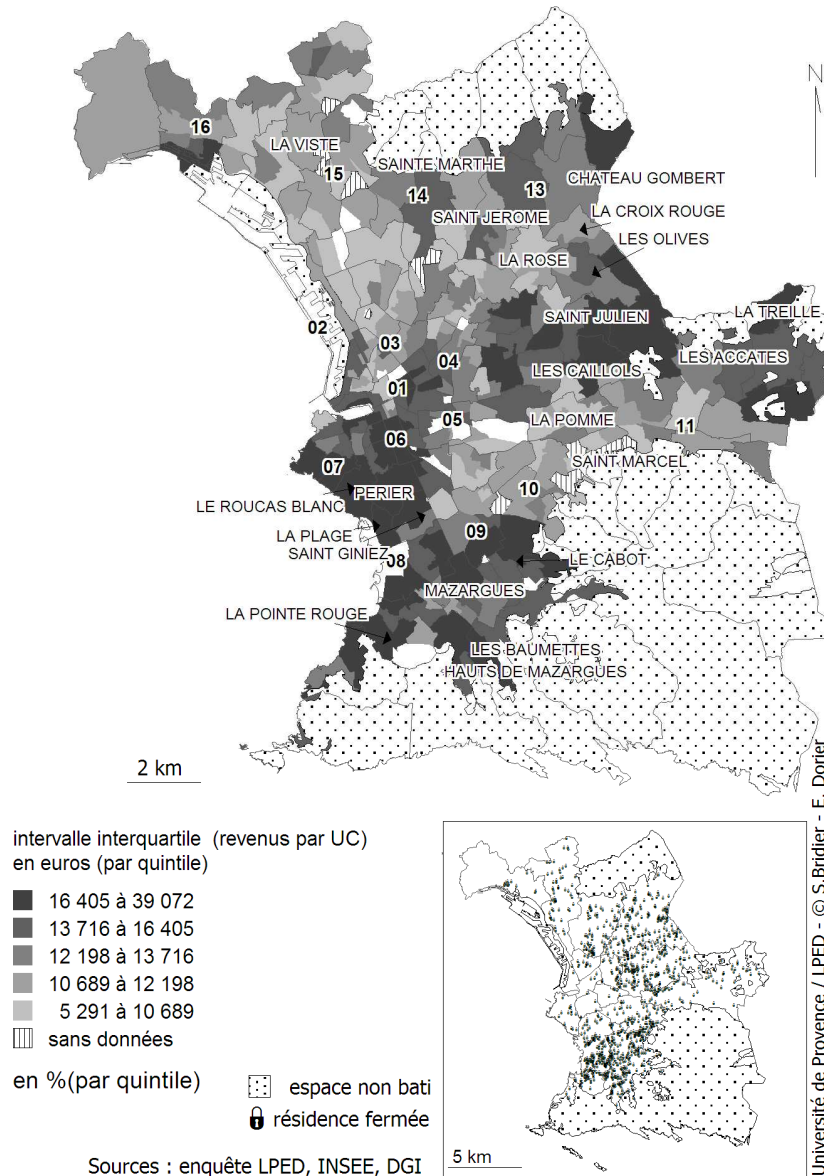 N
16
LA VISTE
15
SAINTE MARTHE
14
13
CHATEAU GOMBERT
SAINT JEROME
LA CROIX ROUGE
LES OLIVES
LA ROSE
02
SAINT JULIEN
LA TREILLE
03
04
LES ACCATES
LES CAILLOLS
01
05
LA POMME
11
06
07
SAINT MARCEL
10
PERIER
LE ROUCAS BLANC
LA PLAGE
09
SAINT GINIEZ
08
LE CABOT
MAZARGUES
LA POINTE ROUGE
LES BAUMETTES
HAUTS DE MAZARGUES
2 km
intervalle interquartile (revenus par UC)
en euros (par quintile)
16 405 à 39 072
13 716 à 16 405
12 198 à 13 716
10 689 à 12 198
5 291 à 10 689
sans données
en %(par quintile)
espace non bati
résidence fermée
Sources : enquête LPED, INSEE, DGI
5 km
Université de Provence / LPED - © S.Bridier - E. Dorier